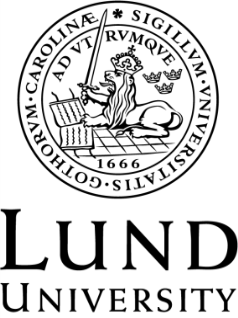 * SIGILLVM · VNIVERSITATIS · GOTHORVM · CAROLINÆ
AD VTRVMQVE
1666
LUND
UNIVERSITY